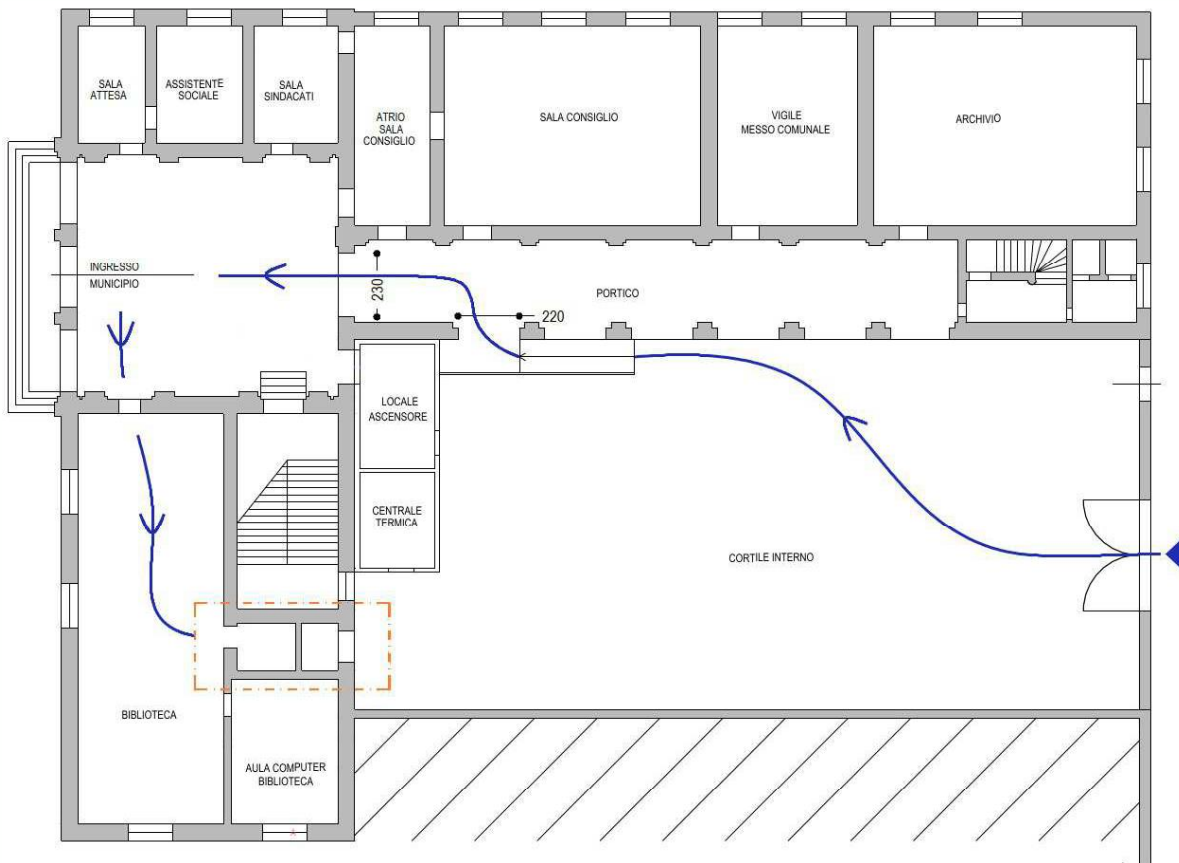 SALA
ATTESA
ASSISTENTE
SOCIALE
SALA
SINDACATI
ATRIO
SALA
CONSIGLIO
SALA CONSIGLIO
VIGILE
MESSO COMUNALE
ARCHIVIO
INGRESSO
MUNICIPIO
230
220
PORTICO
LOCALE
ASCENSORE
CENTRALE
TERMICA
CORTILE INTERNO
BIBLIOTECA
AULA COMPUTER
BIBLIOTECA